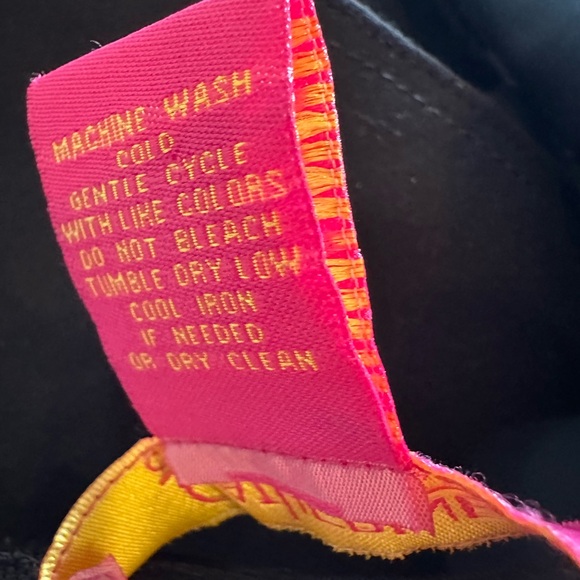 MACHINE WASH
COLD
GENTLE CYCLE
WITH LIKE COLORS
DO NOT BLEACH
TUMBLE DRY LOW
COOL IRON
IF NEEDED
OR DRY CLEAN